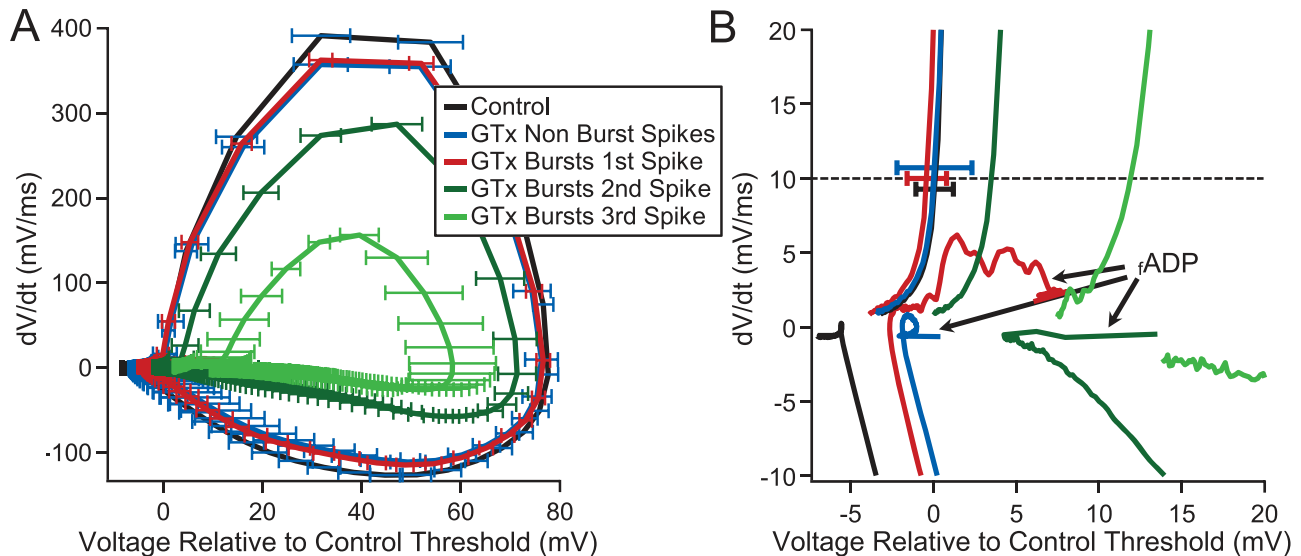 A
400
300
200
100
0
-100
dV/dt (mV/ms)
0 20 40 60 80
Voltage Relative to Control Threshold (mV)
Control
GTx Non Burst Spikes
GTx Bursts 1st Spike
GTx Bursts 2nd Spike
GTx Bursts 3rd Spike
B
20
15
10
5
0
-5
-10
dV/dt (mV/ms)
fADP
-5 0 5 10 15 20
Voltage Relative to Control Threshold (mV)